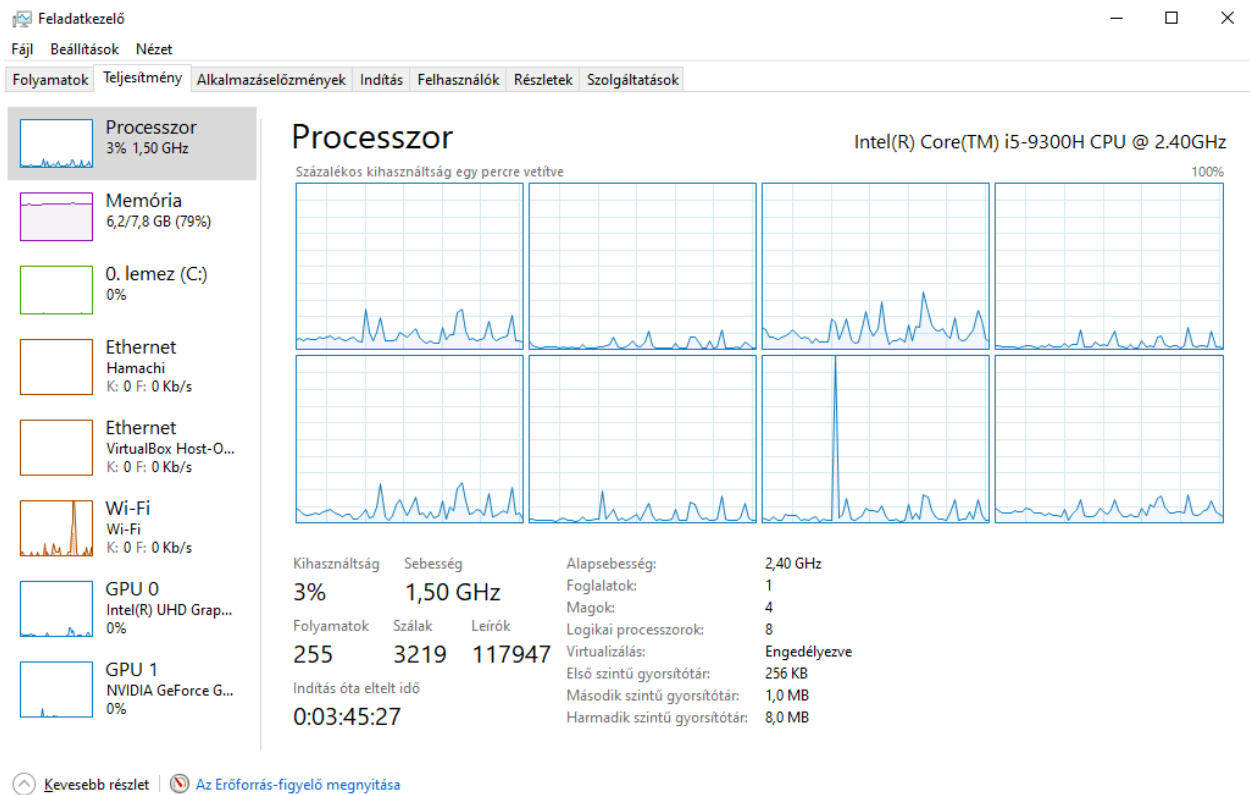 Feladatkezelő
Fájl Beállítások Nézet
Folyamatok Teljesítmény Alkalmazáselőzmények Indítás Felhasználók Részletek Szolgáltatások
Processzor
3% 1,50 GHz
Memória
6,2/7,8 GB (79%)
0. lemez (C:)
0%
Ethernet
Hamachi
K: 0 F: 0 Kb/s
Ethernet
VirtualBox Host-O...
K: 0 F: 0 Kb/s
Wi-Fi
Wi-Fi
K: 0 F: 0 Kb/s
GPU 0
Intel(R) UHD Grap...
0%
GPU 1
NVIDIA GeForce G...
0%
Processzor Intel(R) Core(TM) i5-9300H CPU @ 2.40GHz
Százalékos kihasználtság egy percre vetítve 100%
Kihasználtság Sebesség
3% 1,50 GHz
Folyamatok Szálak Leírók
255 3219 117947
Indítás óta eltelt idő
0:03:45:27
Alapsebesség: 2,40 GHz
Foglalatok: 1
Magok: 4
Logikai processzorok: 8
Virtualizálás: Engedélyezve
Első szintű gyorsítótár: 256 KB
Második szintű gyorsítótár: 1,0 MB
Harmadik szintű gyorsítótár: 8,0 MB
Kevesebb részlet Az Erőforrás-figyelő megnyitása